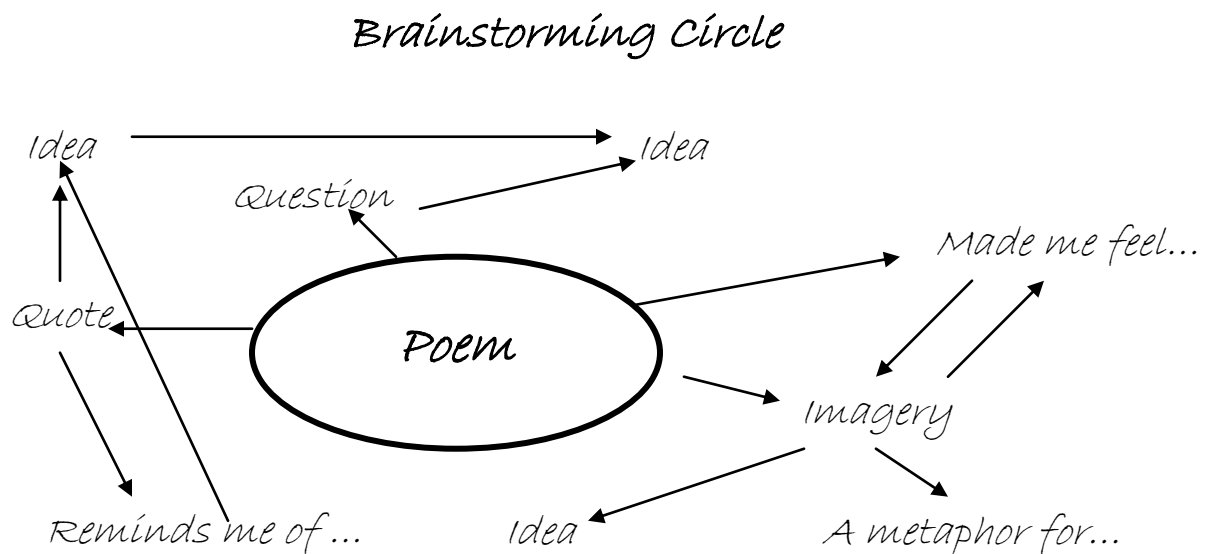 Brainstorming Circle
Idea
Idea
Question
Made me feel...
Quote
Poem
Imagery
Reminds me of ...
Idea
A metaphor for...